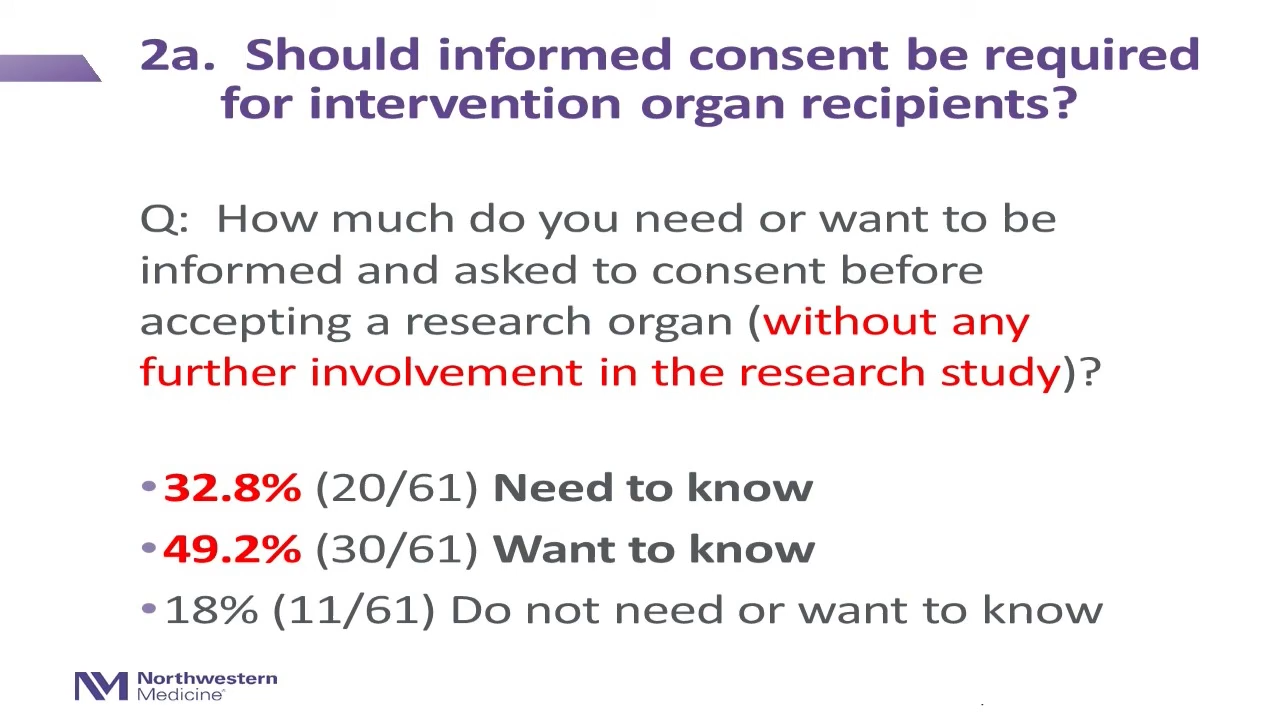 2a.  Should informed consent be required
for intervention organ recipients?
Q:  How much do you need or want to be
informed and asked to consent before
accepting a research organ (without any
further involvement in the research study)?
•32.8% (20/61) Need to know
•49.2% (30/61) Want to know
•18% (11/61) Do not need or want to know
NM Northwestern
Medicine®